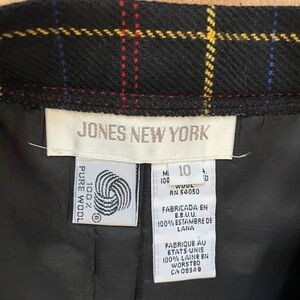 JONES NEW YORK
10
100%
PURE WOOL
®
WOOL
RN 54050
FABRICADA EN
E.E.U.U.
100% ESTAMBRE DE
LANA
FABRIQUE AU
ETATS-UNIS
100% LAINE EN
WORSTED
CA 08349